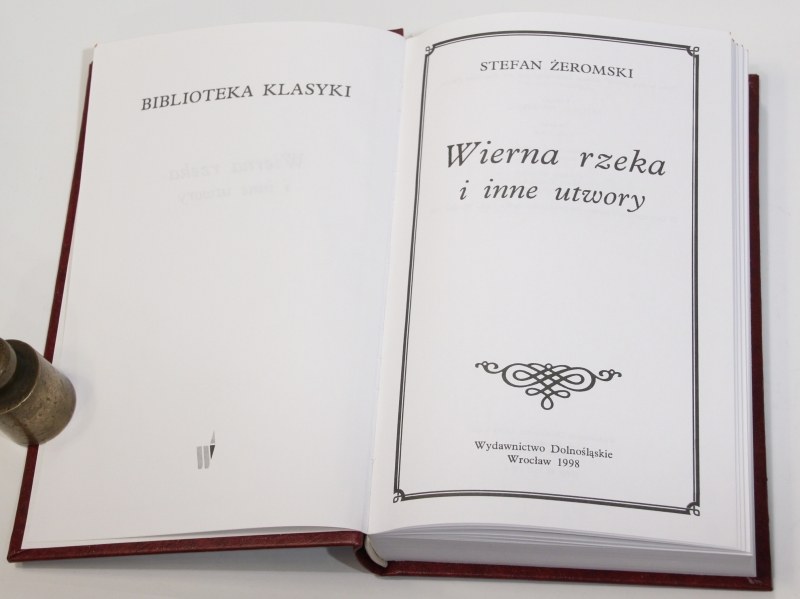 BIBLIOTEKA KLASYKI
STEFAN ŻEROMSKI
Wierna rzeka
i inne utwory
Wydawnictwo Dolnośląskie
Wrocław 1998